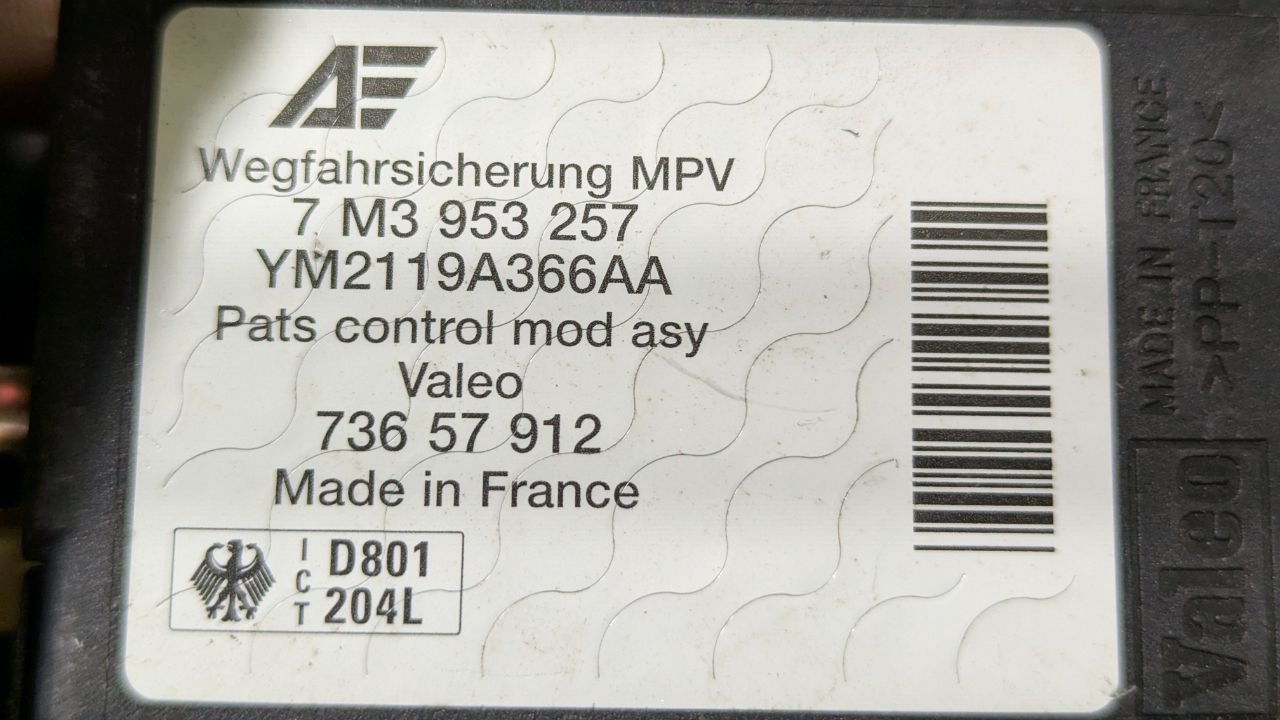 AE
Wegfahrsicherung MPV
7 M3 953 257
YM2119A366AA
Pats control mod asy
Valeo
736 57 912
Made in France
ICT
D801
204L
MADE IN FRANCE
>PP-T20<
Valeo